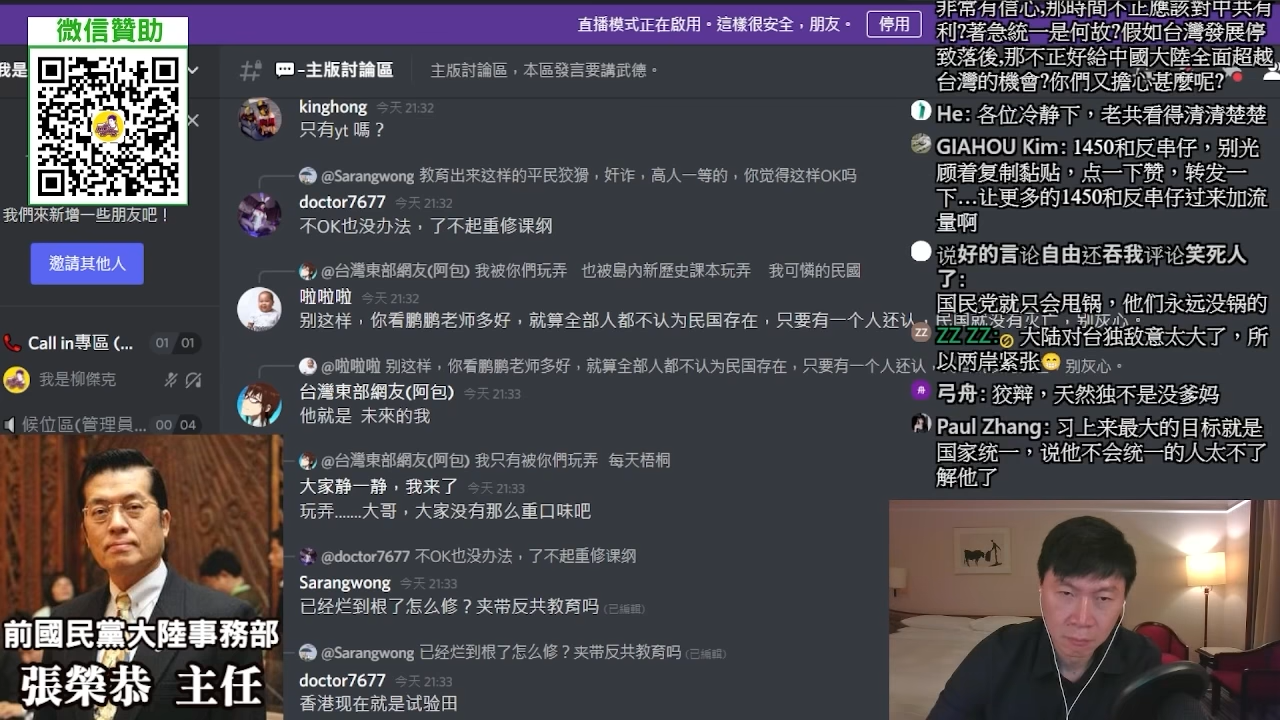 微信贊助
我是
我們來新增一些朋友吧！
邀請其他人
Call in專區 (... 01 01
我是柳傑克
候位區(管理員... 00 04
前國民黨大陸事務部
張榮恭 主任
直播模式正在啟用。這樣很安全，朋友。 停用
-主版討論區 主版討論區，本區發言要講武德。
kinghong 今天 21:32
只有yt 嗎？
@Sarangwong 教育出来这样的平民狡猾，奸诈，高人一等的，你觉得这样OK吗
doctor7677 今天 21:32
不OK也没办法，了不起重修课纲
@台灣東部網友(阿包) 我被你們玩弄 也被島內新歷史課本玩弄 我可憐的民國
啦啦啦 今天 21:32
别这样，你看鹏鹏老师多好，就算全部人都不认为民国存在，只要有一个人还认，民国就没有灭亡，别灰心。
@啦啦啦 别这样，你看鹏鹏老师多好，就算全部人都不认为民国存在，只要有一个人还认， 别灰心。
台灣東部網友(阿包) 今天 21:33
他就是 未來的我
@台灣東部網友(阿包) 我只有被你們玩弄 每天梧桐
大家静一静，我来了 今天 21:33
玩弄.......大哥，大家没有那么重口味吧
@doctor7677 不OK也没办法，了不起重修课纲
Sarangwong 今天 21:33
已经烂到根了怎么修？夹带反共教育吗 (已編輯)
@Sarangwong 已经烂到根了怎么修？夹带反共教育吗 (已編輯)
doctor7677 今天 21:33
香港现在就是试验田
非常有信心,那時間不正應該對中共有
利?著急統一是何故?假如台灣發展停
致落後,那不正好給中國大陸全面超越
台灣的機會?你們又擔心甚麼呢?
He: 各位冷静下，老共看得清清楚楚
GIAHOU Kim: 1450和反串仔，别光
顾着复制黏贴，点一下赞，转发一
下...让更多的1450和反串仔过来加流
量啊
说好的言论自由还吞我评论笑死人
了:
国民党就只会甩锅，他们永远没锅的
ZZ ZZ: 大陆对台独敌意太大了，所
以两岸紧张
弓舟: 狡辩，天然独不是没爹妈
Paul Zhang: 习上来最大的目标就是
国家统一，说他不会统一的人太不了
解他了